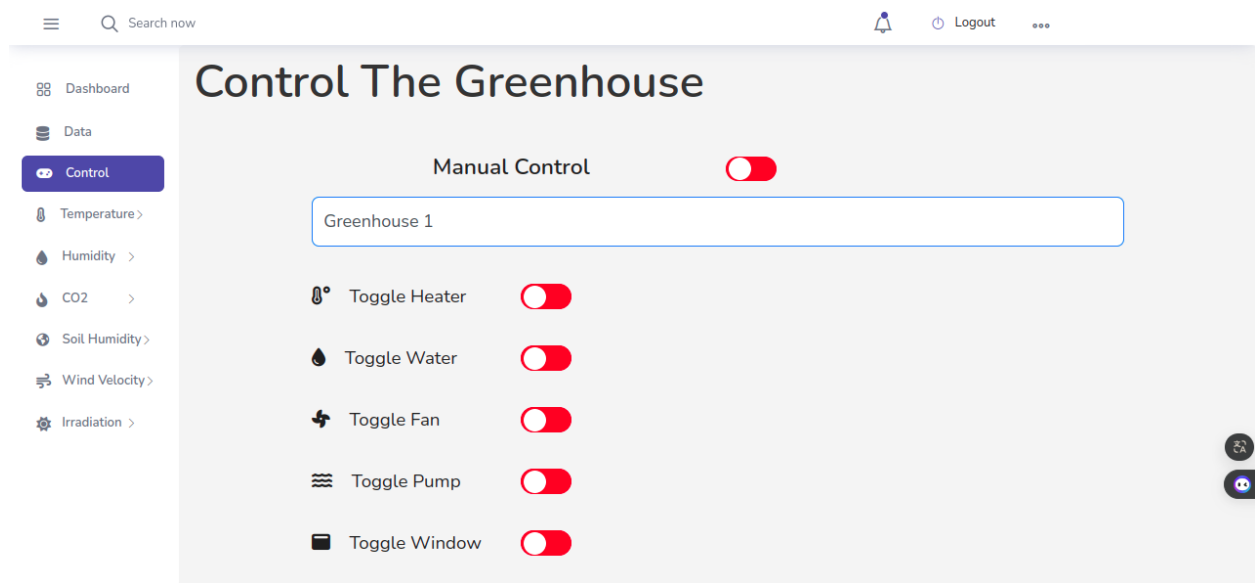 Search now
Logout
Dashboard
Data
Control
Temperature
Humidity
CO2
Soil Humidity
Wind Velocity
Irradiation
Control The Greenhouse
Manual Control
Greenhouse 1
Toggle Heater
Toggle Water
Toggle Fan
Toggle Pump
Toggle Window